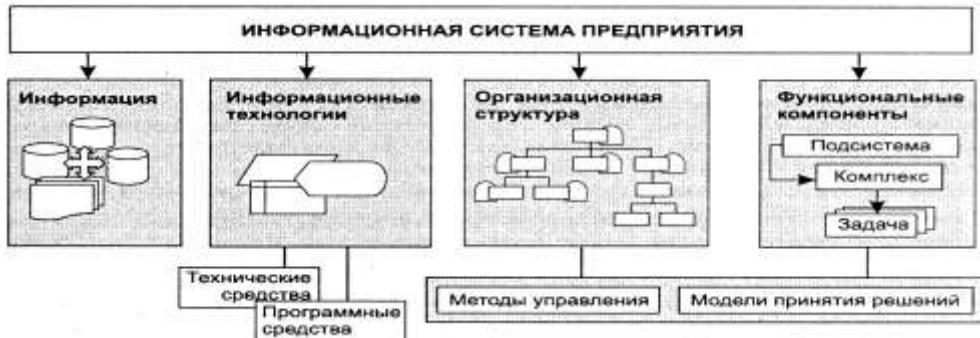 ИНФОРМАЦИОННАЯ СИСТЕМА ПРЕДПРИЯТИЯ
Информация
Информационные
технологии
Организационная
структура
Функциональные
компоненты
Подсистема
Комплекс
Задача
Технические
средства
Программные
средства
Методы управления
Модели принятия решений